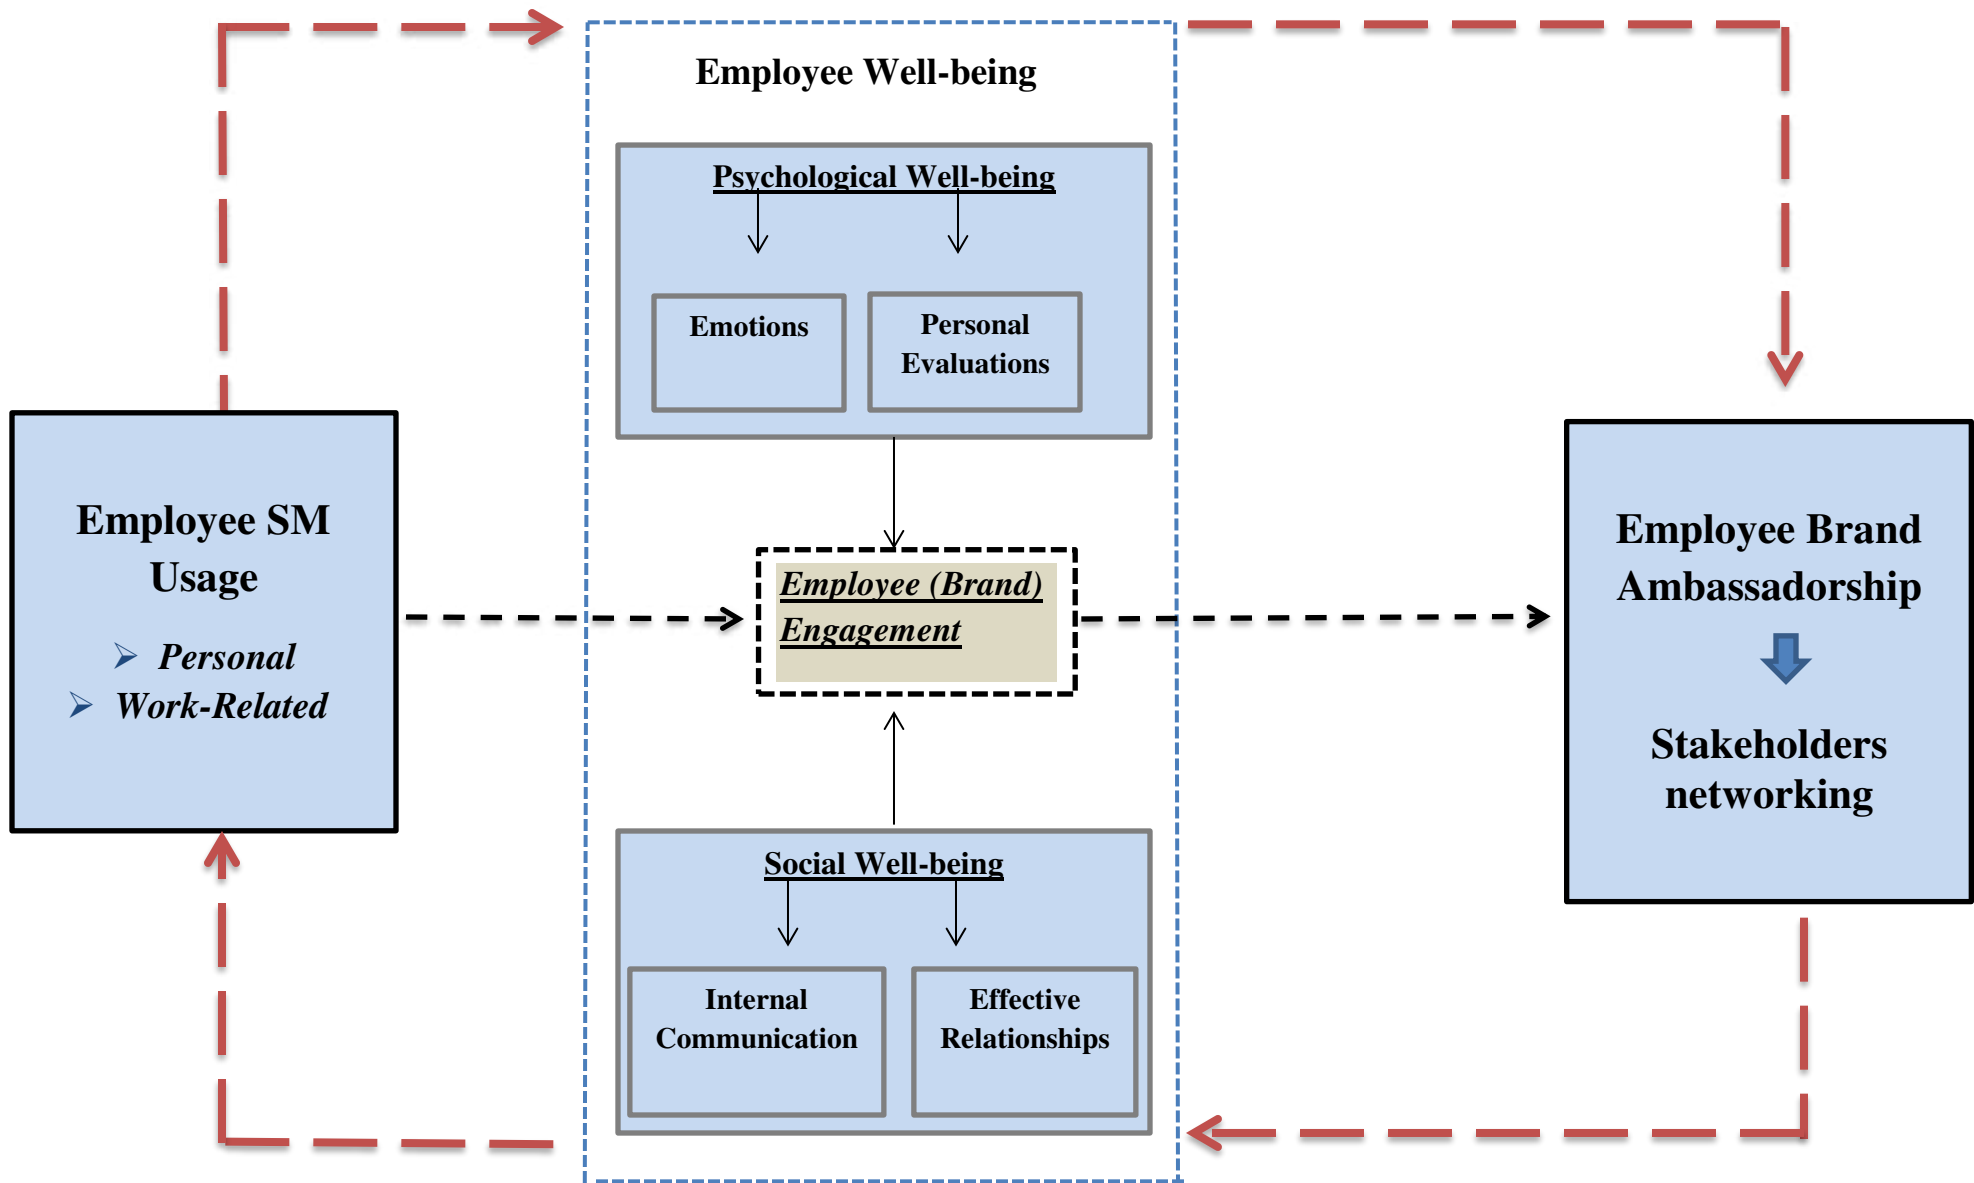 Employee Well-being
Psychological Well-being
Emotions
Personal
Evaluations
Employee SM
Usage
Personal
Work-Related
Employee (Brand)
Engagement
Employee Brand
Ambassadorship
Stakeholders
networking
Social Well-being
Internal
Communication
Effective
Relationships